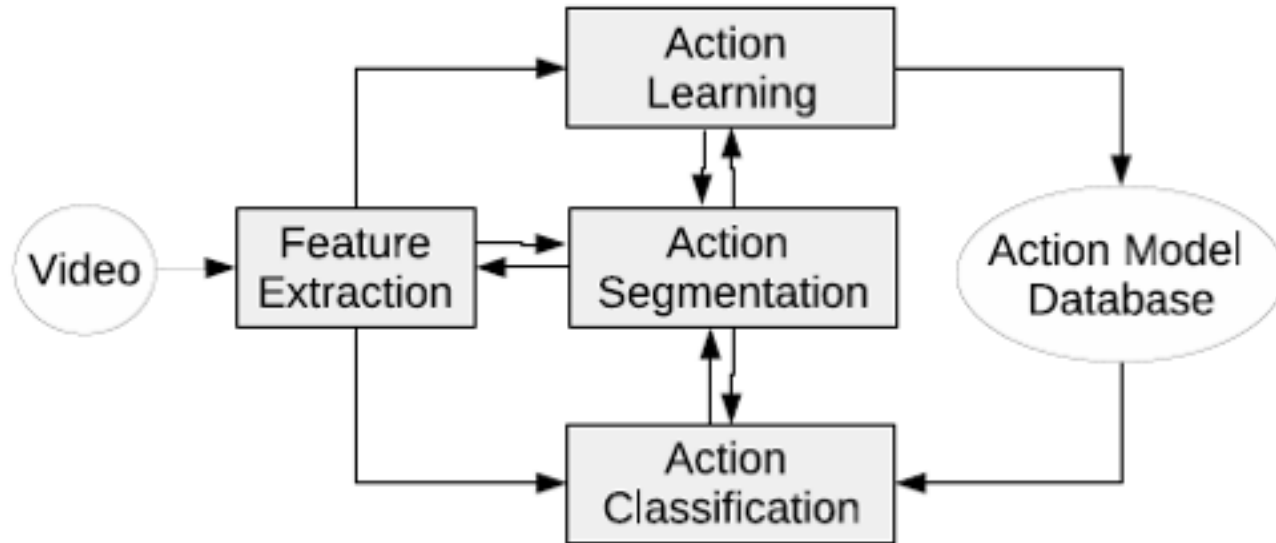 Action
Learning
Video
Feature
Extraction
Action
Segmentation
Action Model
Database
Action
Classification